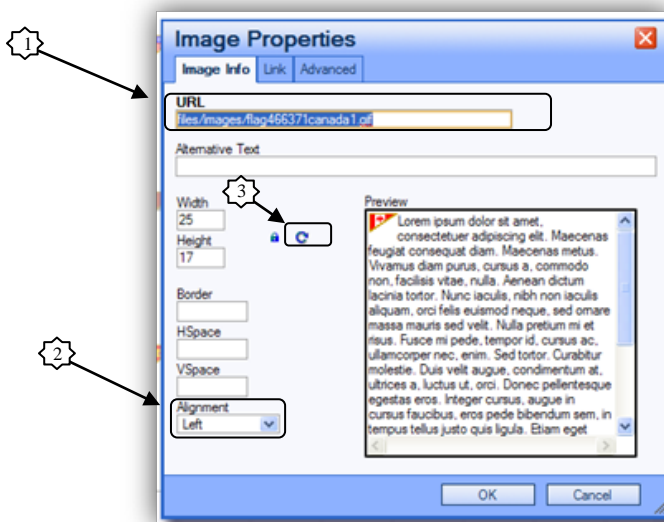 1
Image Properties
Image Info Link Advanced
URL
files/images/flag466371canada1.gif
Alternative Text
3
Width
25
Height
17
Border
HSpace
2
VSpace
Alignment
Left
Preview
Lorem ipsum dolor sit amet,
consectetuer adipiscing elit. Maecenas
feugiat consequat diam. Maecenas metus.
Vivamus diam purus, cursus a, commodo
non, facilisis vitae, nulla. Aenean dictum
lacinia tortor. Nunc iaculis, nibh non iaculis
aliquam, orci felis euismod neque, sed ornare
massa mauris sed velit. Nulla pretium mi et
risus. Fusce mi pede, tempor id, cursus ac,
ullamcorper nec, enim. Sed tortor. Curabitur
molestie. Duis velit augue, condimentum at,
ultrices a, luctus ut, orci. Donec pellentesque
egestas eros. Integer cursus, augue in
cursus faucibus, eros pede bibendum sem, in
tempus tellus justo quis ligula. Etiam eget
OK Cancel